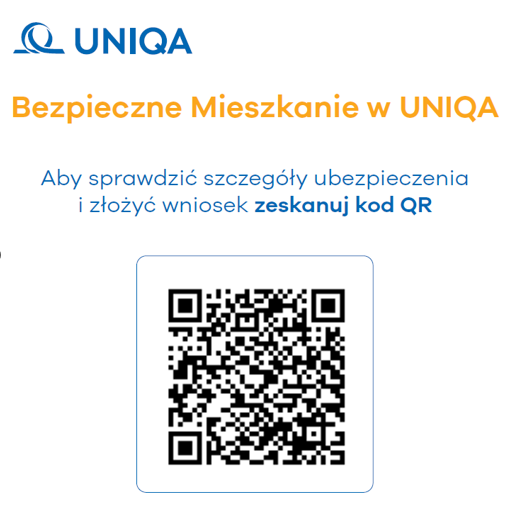 UNIQA
Bezpieczne Mieszkanie w UNIQA
Aby sprawdzić szczegóły ubezpieczenia
i złożyć wniosek zeskanuj kod QR